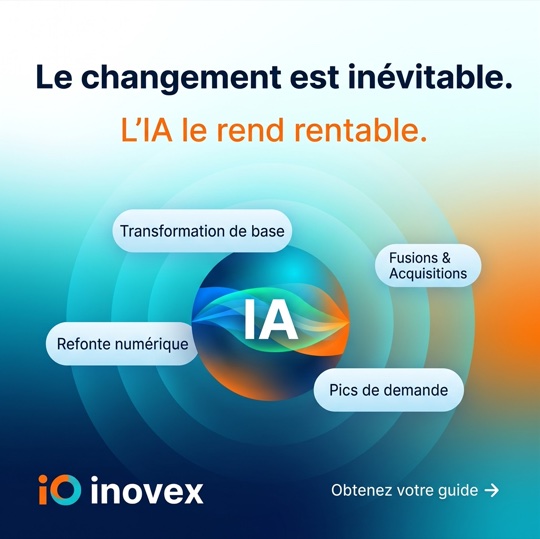 Le changement est inévitable.
L’IA le rend rentable.
Transformation de base
Fusions &
Acquisitions
IA
Refonte numérique
Pics de demande
iO inovex
Obtenez votre guide →